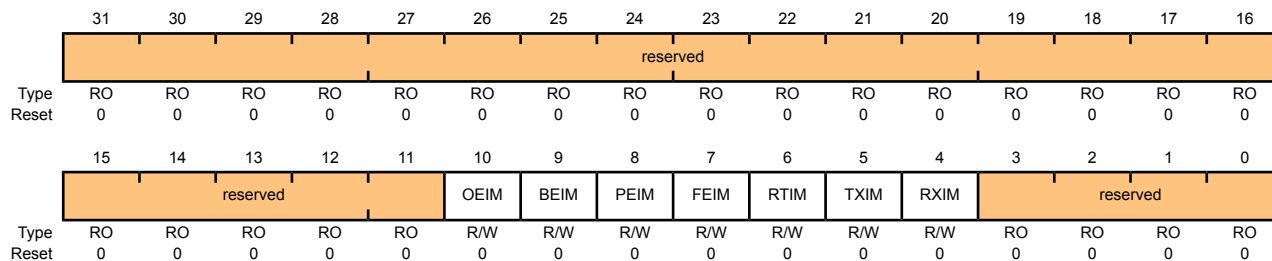 31 30 29 28 27 26 25 24 23 22 21 20 19 18 17 16
reserved
Type RO RO RO RO RO RO RO RO RO RO RO RO RO RO RO RO
Reset 0 0 0 0 0 0 0 0 0 0 0 0 0 0 0 0
15 14 13 12 11 10 9 8 7 6 5 4 3 2 1 0
reserved OEIM BEIM PEIM FEIM RTIM TXIM RXIM reserved
Type RO RO RO RO RO R/W R/W R/W R/W R/W R/W R/W RO RO RO RO
Reset 0 0 0 0 0 0 0 0 0 0 0 0 0 0 0 0